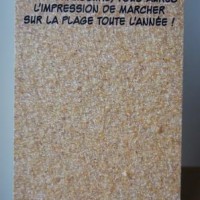 L'IMPRESSION DE MARCHER
SUR LA PLAGE TOUTE L'ANNÉE !